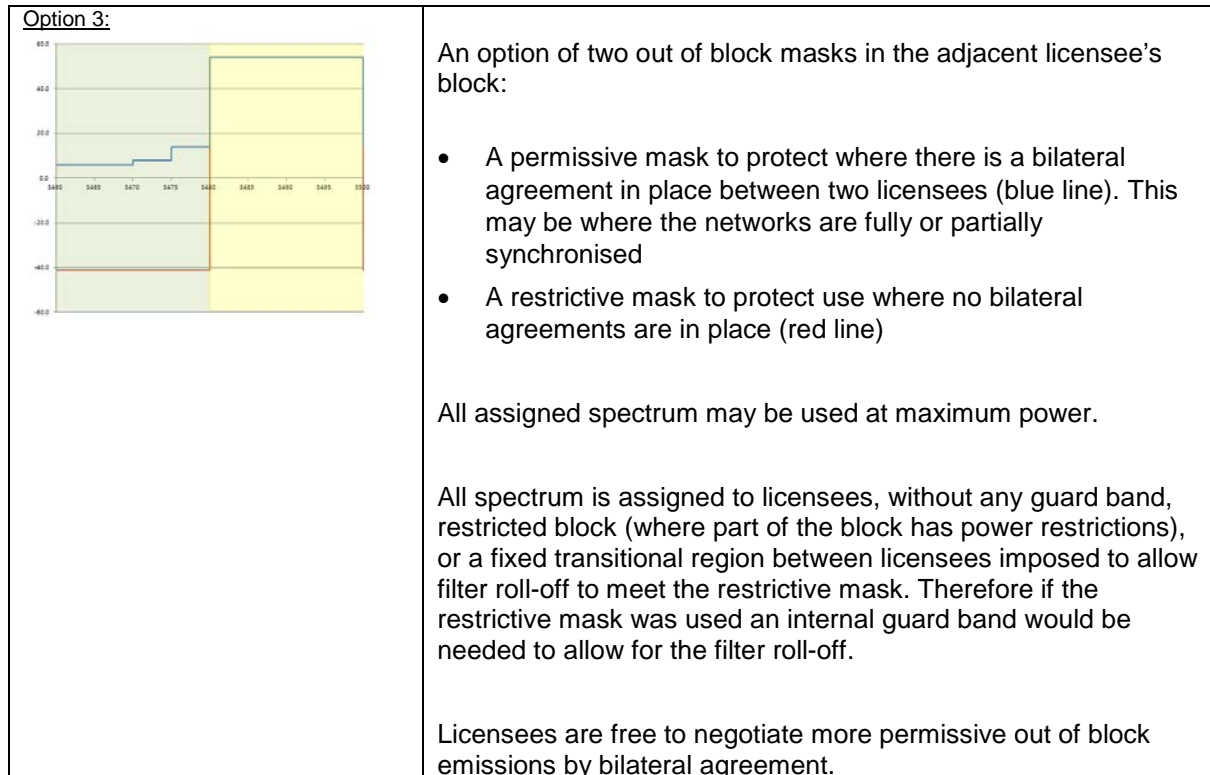 Option 3:
60.0
40.0
20.0
0.0
3460 3465 3470 3475 3480 3485 3490 3495 3500
-20.0
-40.0
-60.0
An option of two out of block masks in the adjacent licensee’s
block:
• A permissive mask to protect where there is a bilateral
agreement in place between two licensees (blue line). This
may be where the networks are fully or partially
synchronised
• A restrictive mask to protect use where no bilateral
agreements are in place (red line)
All assigned spectrum may be used at maximum power.
All spectrum is assigned to licensees, without any guard band,
restricted block (where part of the block has power restrictions),
or a fixed transitional region between licensees imposed to allow
filter roll-off to meet the restrictive mask. Therefore if the
restrictive mask was used an internal guard band would be
needed to allow for the filter roll-off.
Licensees are free to negotiate more permissive out of block
emissions by bilateral agreement.